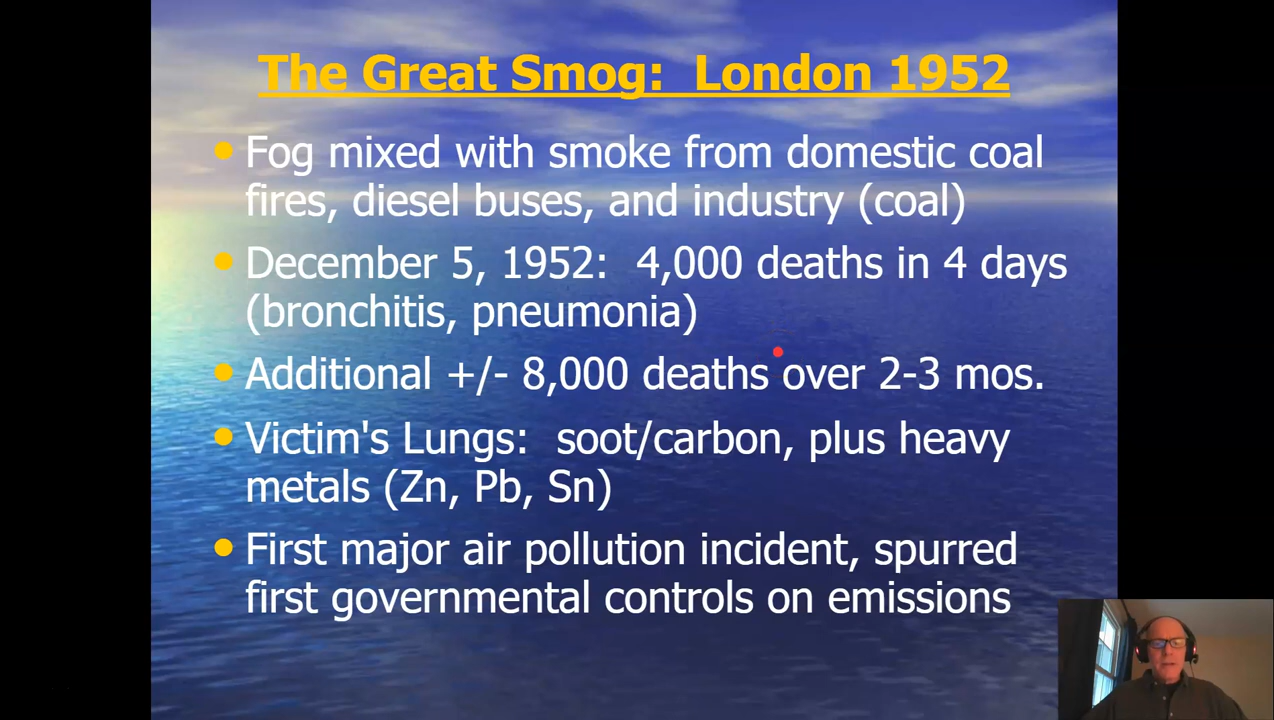 The Great Smog:  London 1952
• Fog mixed with smoke from domestic coal
fires, diesel buses, and industry (coal)
• December 5, 1952:  4,000 deaths in 4 days
(bronchitis, pneumonia)
• Additional +/- 8,000 deaths over 2-3 mos.
• Victim's Lungs:  soot/carbon, plus heavy
metals (Zn, Pb, Sn)
• First major air pollution incident, spurred
first governmental controls on emissions